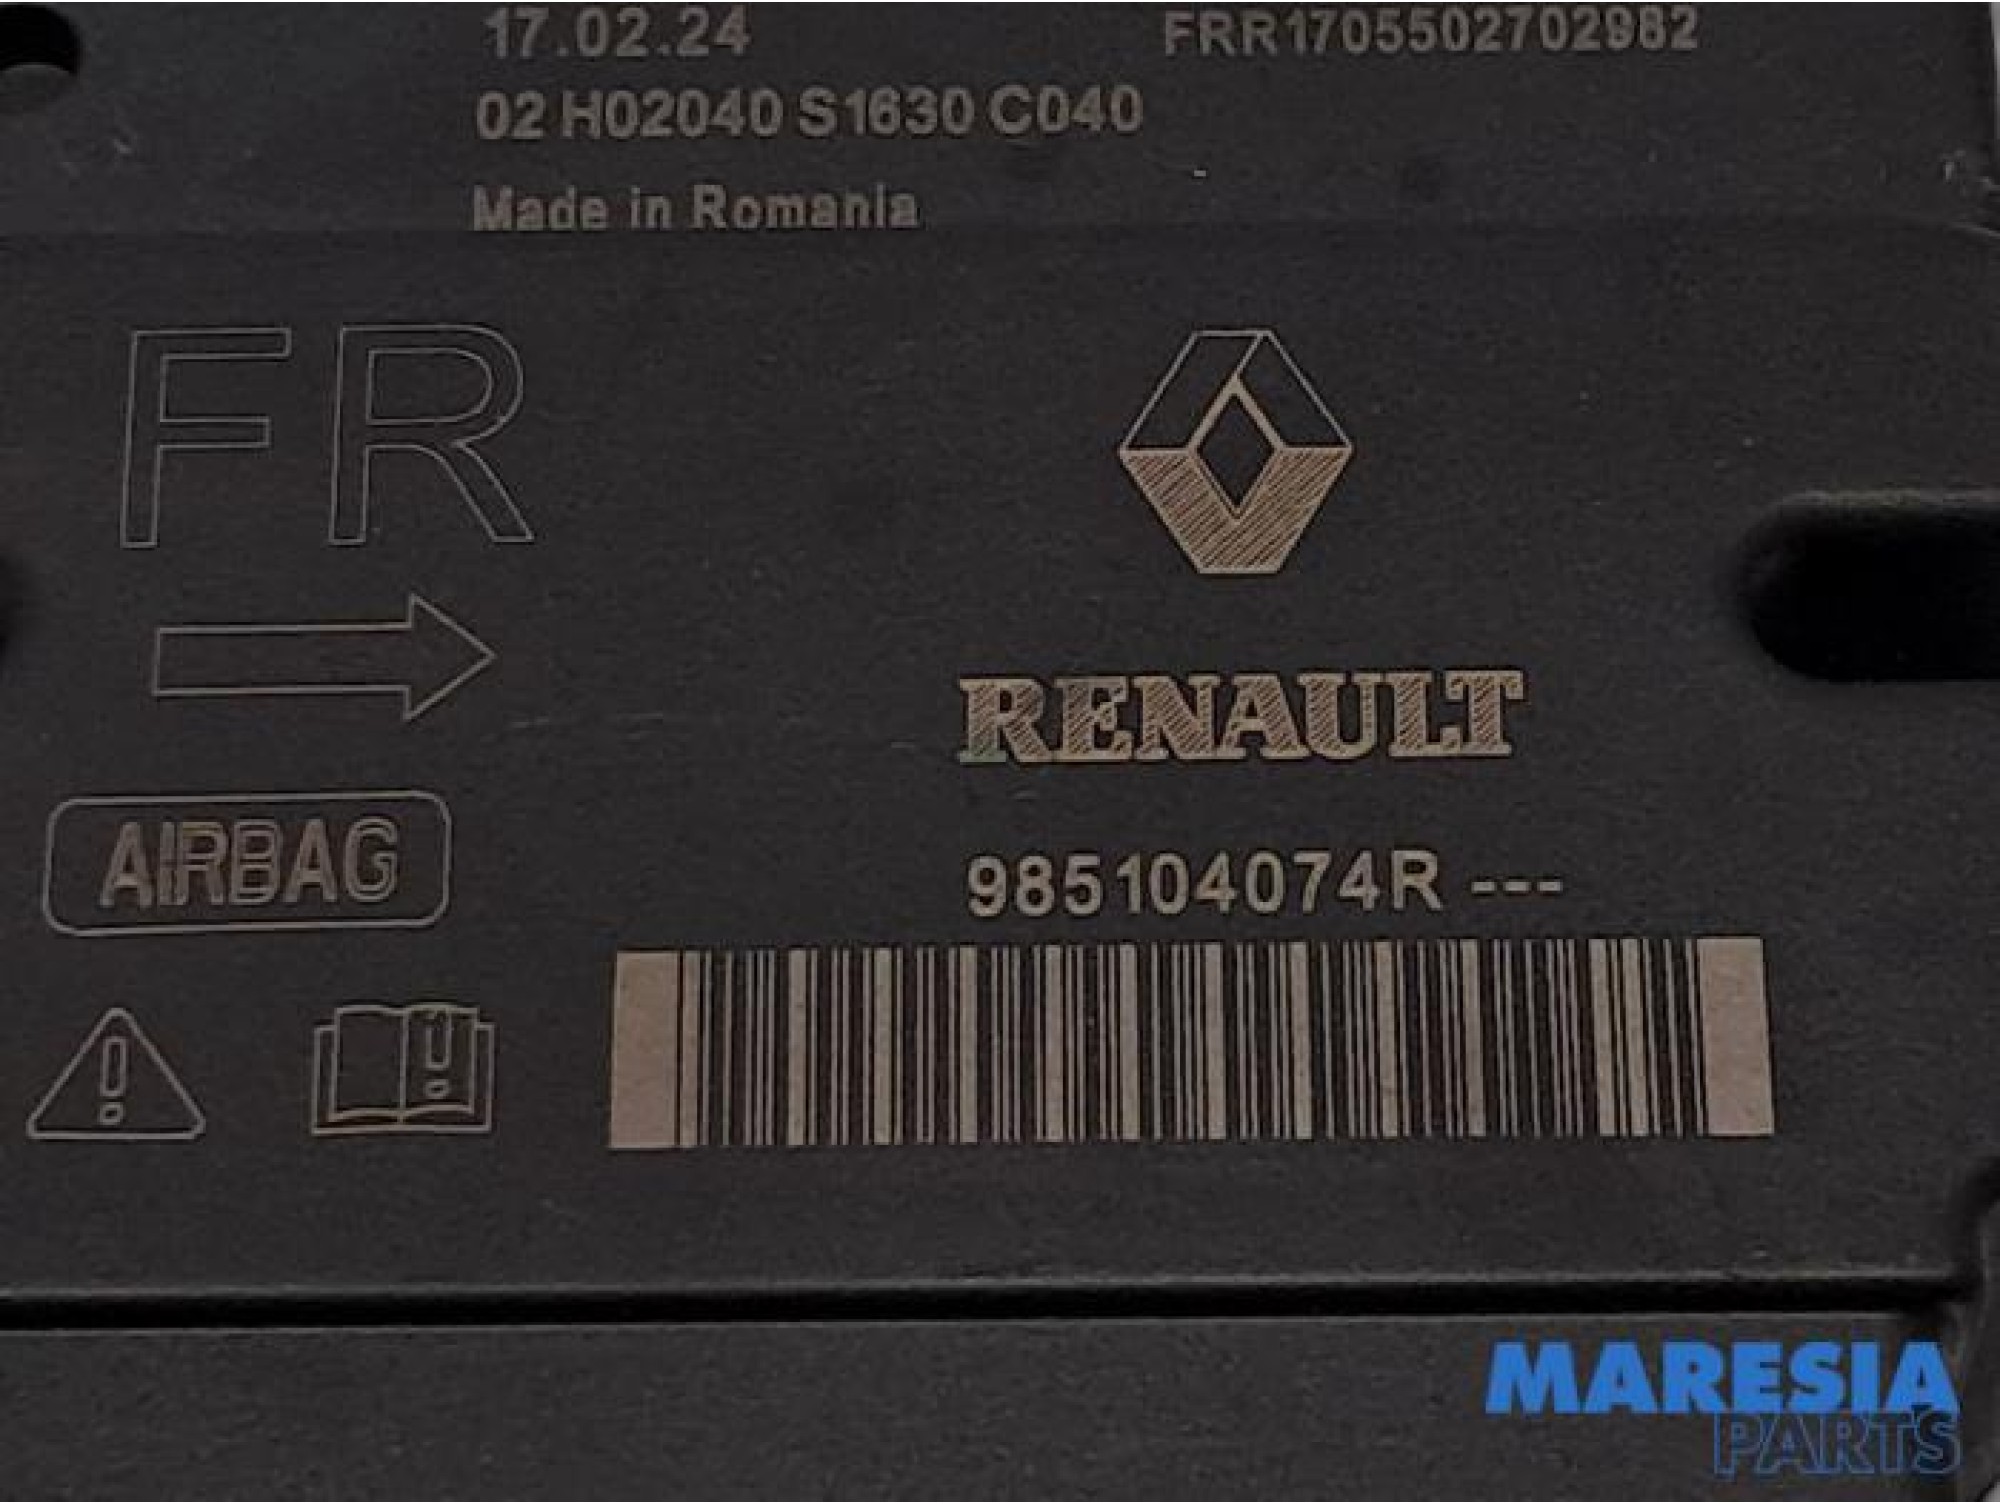 17.02.24 FRR1705502702982
02 H02040 S1630 C040
Made in Romania
FR
RENAULT
AIRBAG
985104074R ---
MARESIA
PARTS